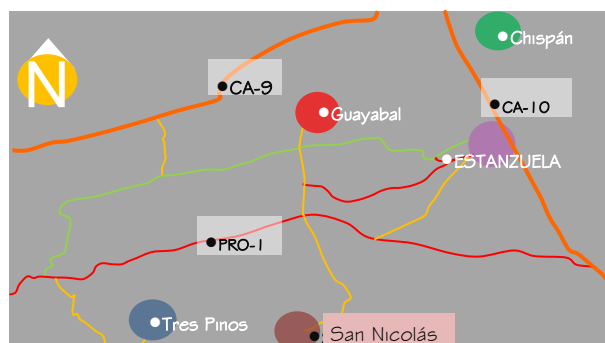 Chispán
N
CA-9
CA-10
Guayabal
ESTANZUELA
PRO-1
Tres Pinos
San Nicolás